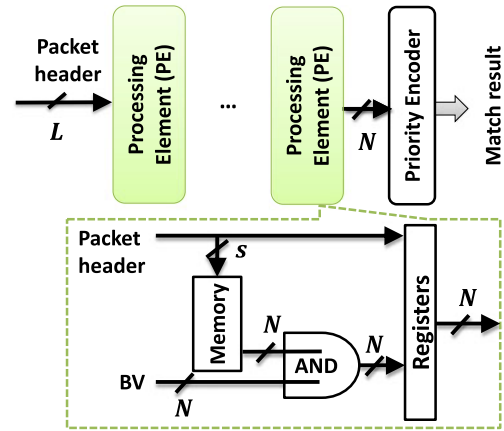 Packet
header
L
Processing
Element (PE)
...
Processing
Element (PE)
N
Priority Encoder
Match result
Packet
header
s
Memory
N
BV
N
AND
N
Registers
N